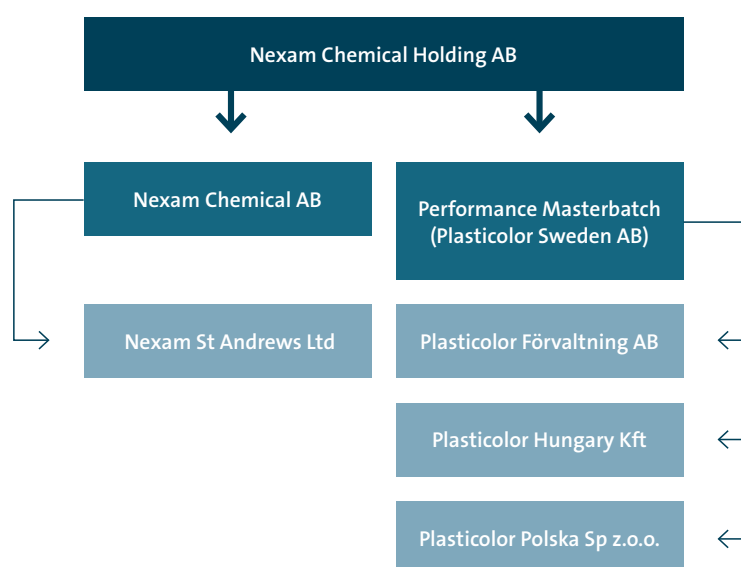 Nexam Chemical Holding AB
Nexam Chemical AB
Performance Masterbatch
(Plasticolor Sweden AB)
Nexam St Andrews Ltd
Plasticolor Förvaltning AB
Plasticolor Hungary Kft
Plasticolor Polska Sp z.o.o.